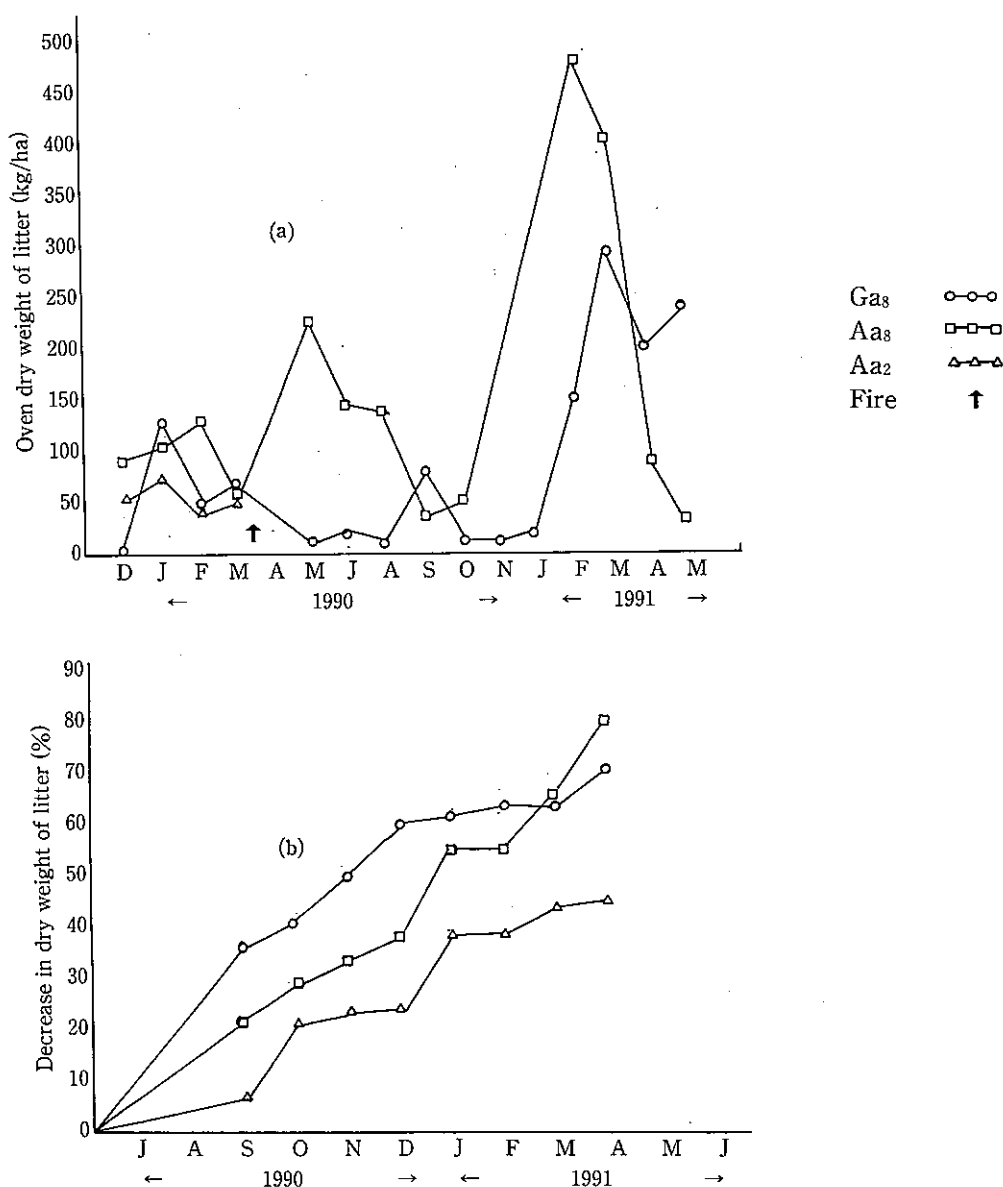 500
450
400
350
300
250
200
150
100
50
0
Oven dry weight of litter (kg/ha)
(a)
D J F M A M J A S O N J F M A M
← 1990 → ← 1991 →
Ga₈
Aa₈
Aa₂
Fire ↑
90
80
70
60
50
40
30
20
10
0
Decrease in dry weight of litter (%)
(b)
J A S O N D J F M A J
← 1990 → ← 1991 →